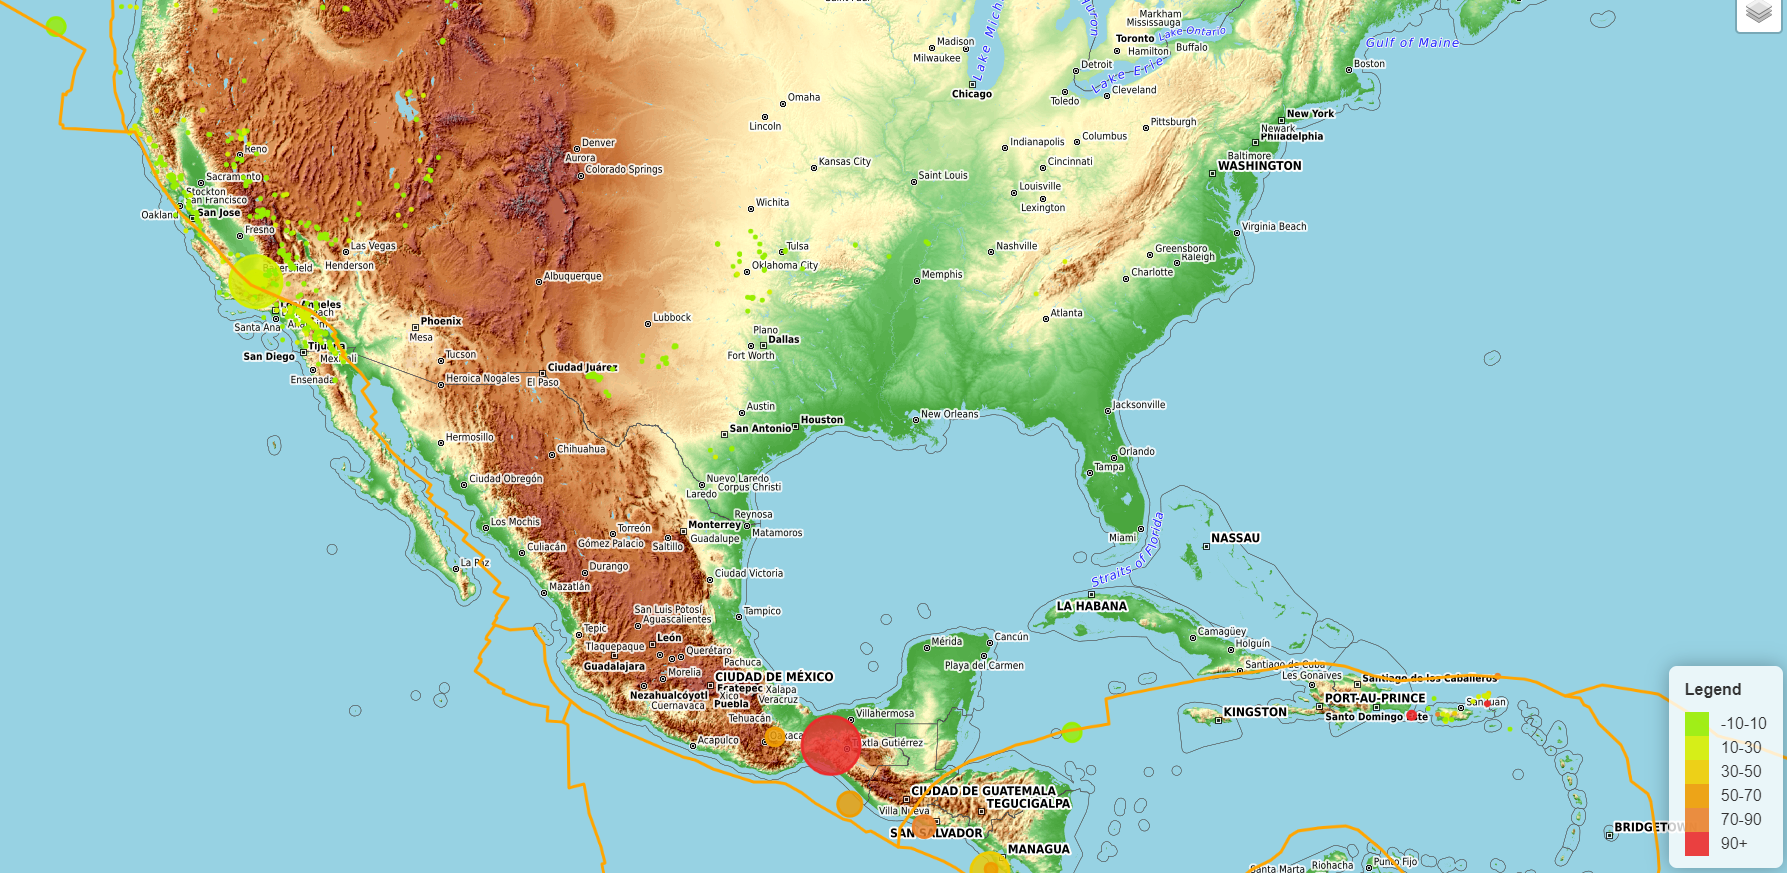 Markham
Mississauga
Toronto
Lake Ontario
Gulf of Maine
Madison
Hamilton
Buffalo
Milwaukee
Lake Mich
Detroit
Boston
Lake Erie
Chicago
Toledo
Cleveland
Omaha
New York
Lincoln
Pittsburgh
Newark
Philadelphia
Denver
Indianapolis
Columbus
Reno
Aurora
Kansas City
Cincinnati
Baltimore
WASHINGTON
Colorado Springs
Sacramento
Saint Louis
Louisville
Stockton
San Francisco
Wichita
Lexington
Oakland
San Jose
Fresno
Virginia Beach
Las Vegas
Tulsa
Nashville
Greensboro
Raleigh
Henderson
Bakersfield
Oklahoma City
Charlotte
Albuquerque
Memphis
Los Angeles
Atlanta
Santa Ana
Phoenix
Lubbock
Plano
Mesa
Dallas
Tijuana
San Diego
Mexicali
Tucson
Fort Worth
Ciudad Juárez
Ensenada
Heroica Nogales
El Paso
Austin
Jacksonville
New Orleans
Houston
San Antonio
Hermosillo
Chihuahua
Orlando
Tampa
Ciudad Obregón
Nuevo Laredo
Corpus Christi
Laredo
Reynosa
Los Mochis
Torreón
Monterrey
Matamoros
Straits of Florida
Miami
NASSAU
Gómez Palacio
Guadalupe
Saltillo
Culiacán
La Paz
Durango
Ciudad Victoria
Mazatlán
LA HABANA
San Luis Potosí
Tampico
Aguascalientes
Tepic
Camagüey
León
Mérida
Cancún
Holguín
Tlaquepaque
Querétaro
Guadalajara
Pachuca
Playa del Carmen
Santiago de Cuba
Morelia
CIUDAD DE MÉXICO
Les Gonaives
Santiago de los Caballeros
Ecatepec
Xalapa
Nezahualcóyotl
Xico
Veracruz
PORT-AU-PRINCE
San Juan
Cuernavaca
Puebla
Villahermosa
KINGSTON
Santo Domingo Este
Tehuacán
Acapulco
Oaxaca
Tuxtla Gutiérrez
CIUDAD DE GUATEMALA
TEGUCIGALPA
Villa Nueva
SAN SALVADOR
BRIDGETOWN
MANAGUA
Santa Marta
Riohacha
Punto Fijo
Legend
-10-10
10-30
30-50
50-70
70-90
90+